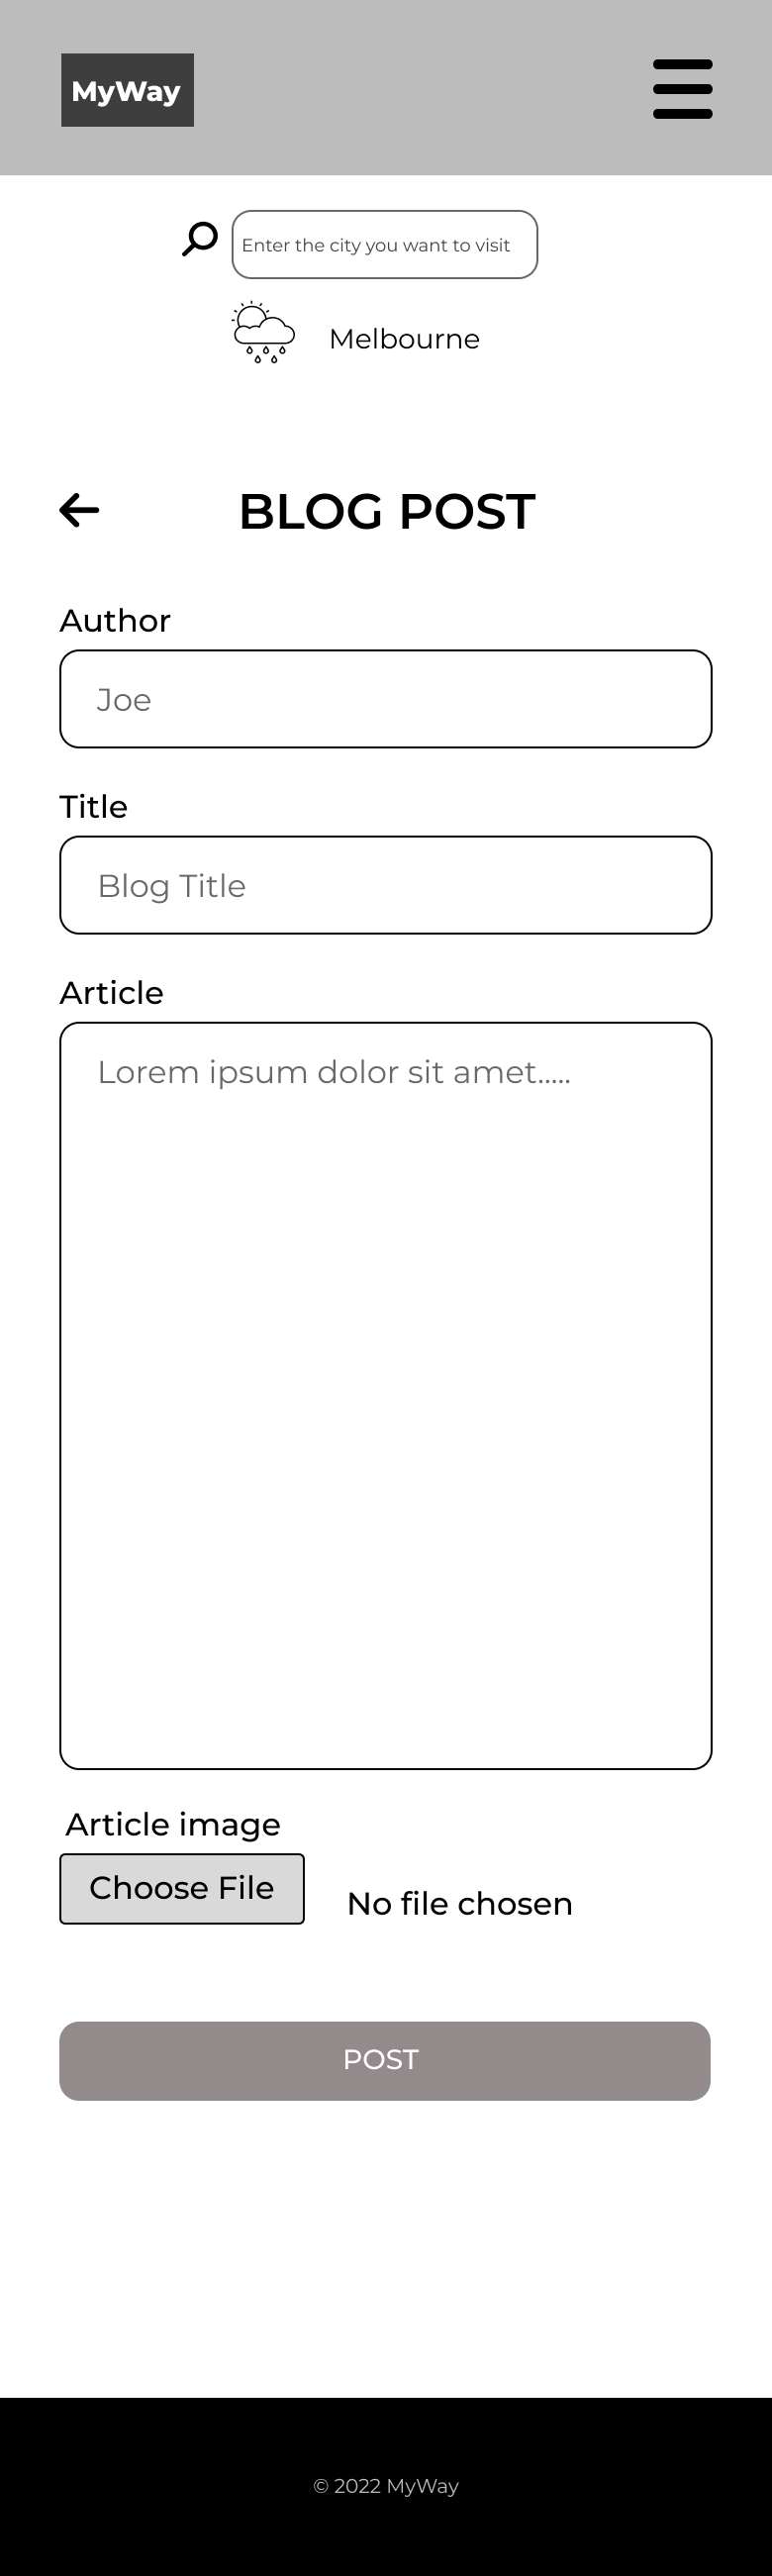 MyWay
Enter the city you want to visit
Melbourne
BLOG POST
Author
Joe
Title
Blog Title
Article
Lorem ipsum dolor sit amet.....
Article image
Choose File
No file chosen
POST
© 2022 MyWay